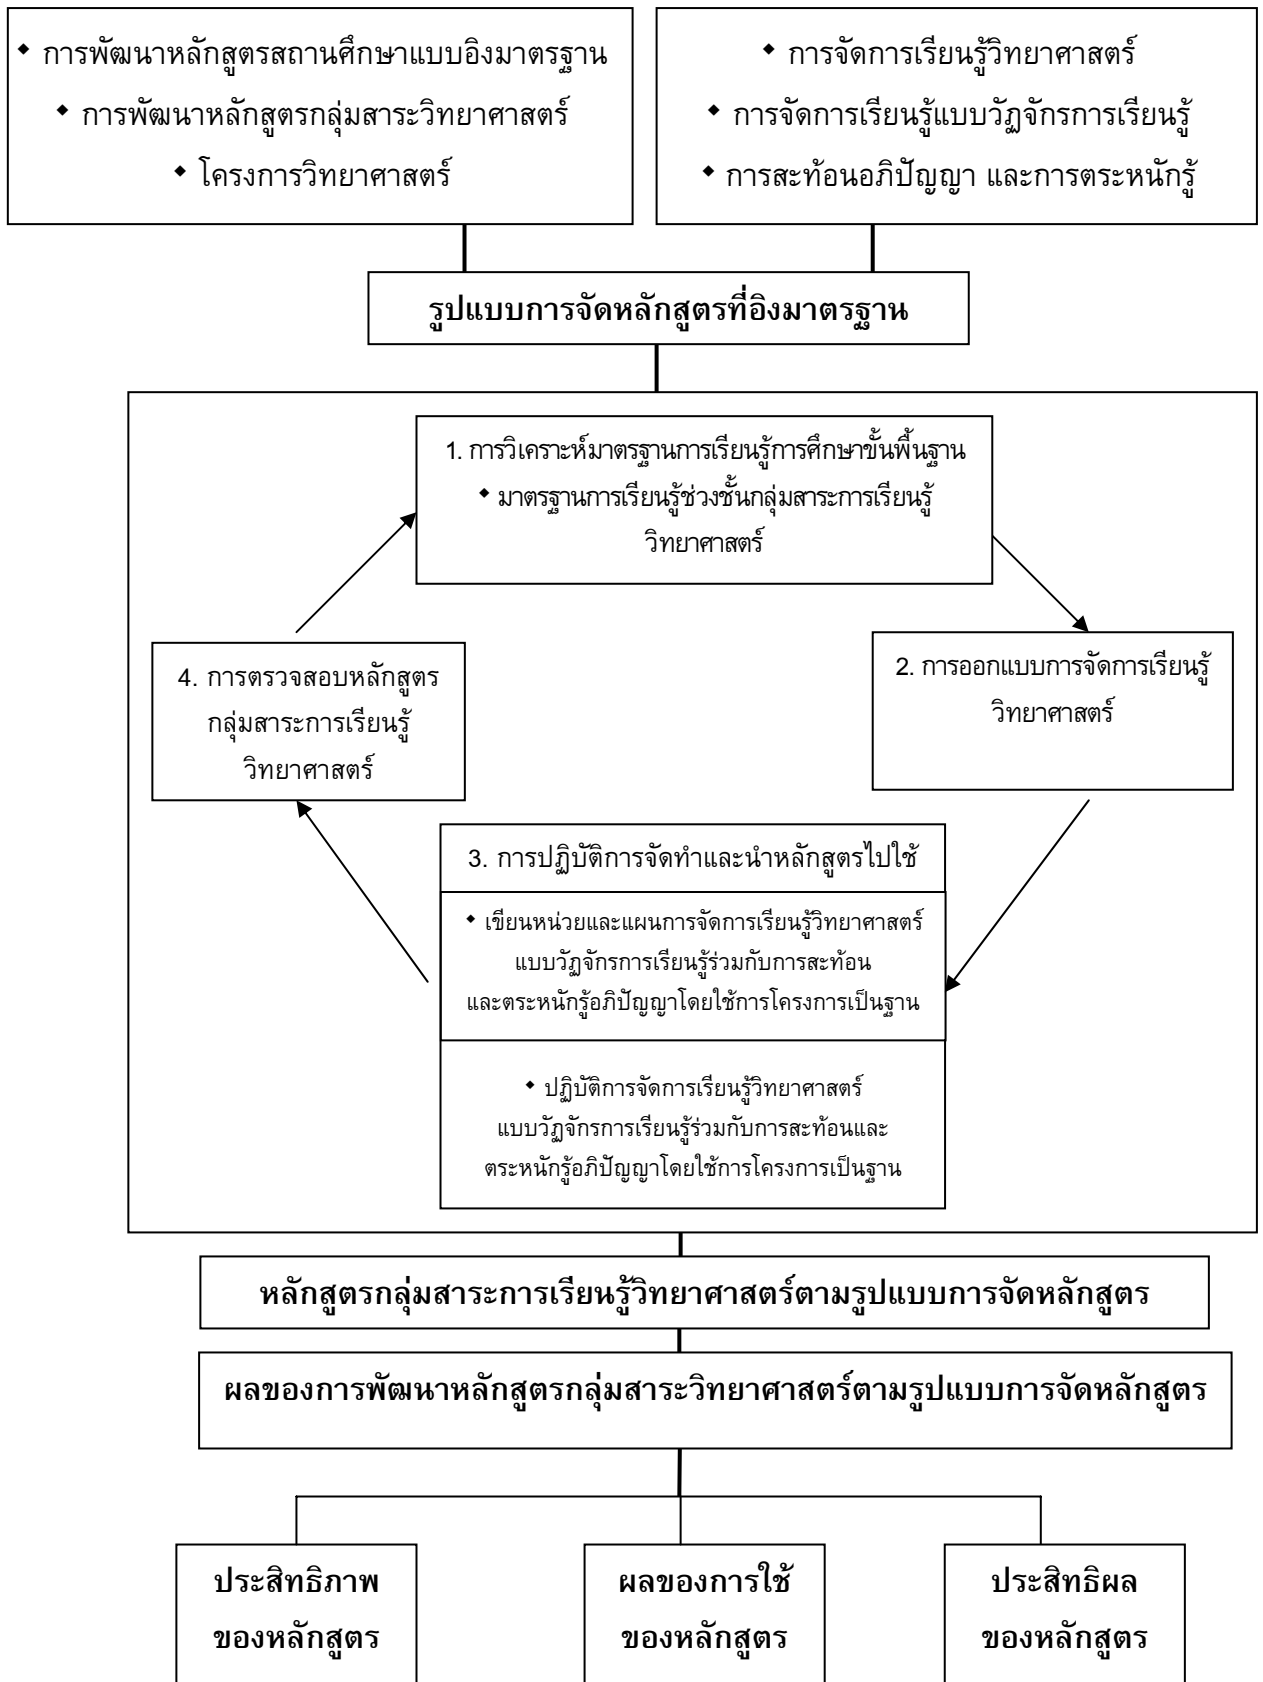 ◆ การพัฒนาหลักสูตรสถานศึกษาแบบอิงมาตรฐาน
◆ การพัฒนาหลักสูตรกลุ่มสาระวิทยาศาสตร์
◆ โครงการวิทยาศาสตร์
◆ การจัดการเรียนรู้วิทยาศาสตร์
◆ การจัดการเรียนรู้แบบวัฏจักรการเรียนรู้
◆ การสะท้อนอภิปัญญา และการตระหนักรู้
รูปแบบการจัดหลักสูตรที่อิงมาตรฐาน
1. การวิเคราะห์มาตรฐานการเรียนรู้การศึกษาขั้นพื้นฐาน
◆ มาตรฐานการเรียนรู้ช่วงชั้นกลุ่มสาระการเรียนรู้
วิทยาศาสตร์
2. การออกแบบการจัดการเรียนรู้
วิทยาศาสตร์
3. การปฏิบัติการจัดทำและนำหลักสูตรไปใช้
◆ เขียนหน่วยและแผนการจัดการเรียนรู้วิทยาศาสตร์
แบบวัฏจักรการเรียนรู้ร่วมกับการสะท้อน
และตระหนักรู้อภิปัญญาโดยใช้การโครงการเป็นฐาน
◆ ปฏิบัติการจัดการเรียนรู้วิทยาศาสตร์
แบบวัฏจักรการเรียนรู้ร่วมกับการสะท้อนและ
ตระหนักรู้อภิปัญญาโดยใช้การโครงการเป็นฐาน
4. การตรวจสอบหลักสูตร
กลุ่มสาระการเรียนรู้
วิทยาศาสตร์
หลักสูตรกลุ่มสาระการเรียนรู้วิทยาศาสตร์ตามรูปแบบการจัดหลักสูตร
ผลของการพัฒนาหลักสูตรกลุ่มสาระวิทยาศาสตร์ตามรูปแบบการจัดหลักสูตร
ประสิทธิภาพ
ของหลักสูตร
ผลของการใช้
ของหลักสูตร
ประสิทธิผล
ของหลักสูตร